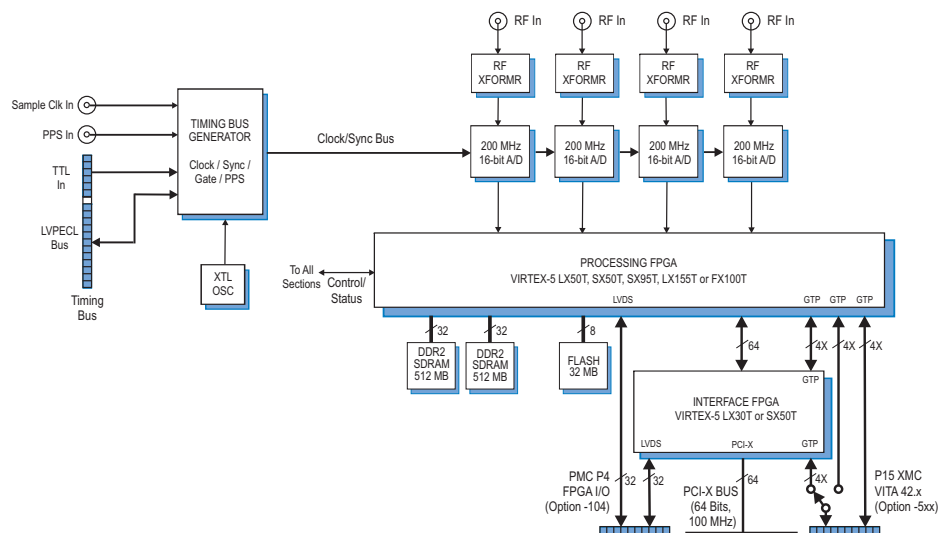 RF In
RF In
RF In
RF In
RF
XFORMR
RF
XFORMR
RF
XFORMR
RF
XFORMR
Sample Clk In
PPS In
TTL
In
LVPECL
Bus
Timing
Bus
TIMING BUS
GENERATOR
Clock / Sync /
Gate / PPS
XTL
OSC
Clock/Sync Bus
200 MHz
16-bit A/D
200 MHz
16-bit A/D
200 MHz
16-bit A/D
200 MHz
16-bit A/D
To All
Sections
Control/
Status
PROCESSING FPGA
VIRTEX-5 LX50T, SX50T, SX95T, LX155T or FX100T
LVDS
GTP
GTP
GTP
32
32
8
64
4X
4X
4X
DDR2
SDRAM
512 MB
DDR2
SDRAM
512 MB
FLASH
32 MB
GTP
INTERFACE FPGA
VIRTEX-5 LX30T or SX50T
LVDS
PCI-X
GTP
PMC P4
FPGA I/O
(Option -104)
32
32
PCI-X BUS
(64 Bits,
100 MHz)
64
4X
P15 XMC
VITA 42.x
(Option -5xx)